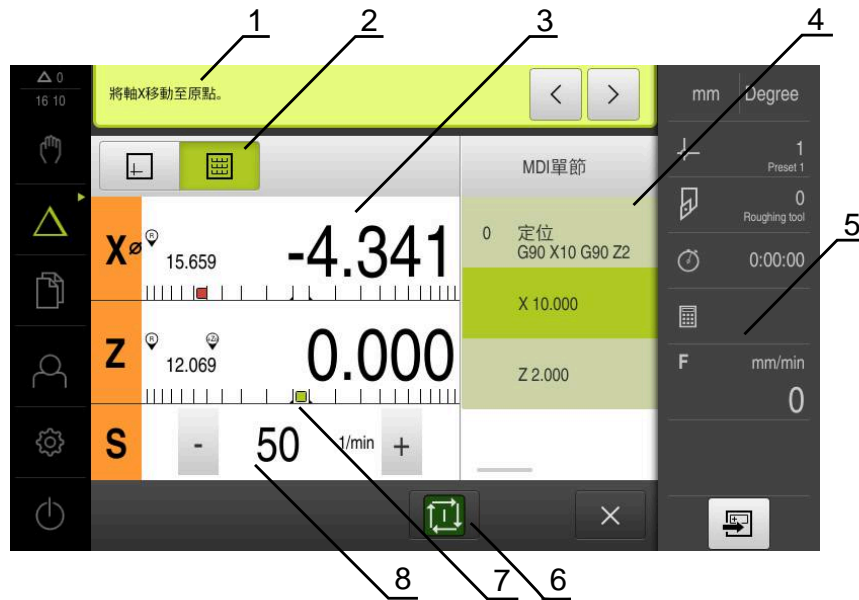 1 2 3 4
0
16 10
將軸X移動至原點。
< >
mm Degree
MDI單節
1
Preset 1
0
Roughing tool
5
0:00:00
X⌀ R 15.659 -4.341
0 定位
G90 X10 G90 Z2
X 10.000
Z R 12.069 0.000
Z 2.000
F mm/min
0
S - 50 1/min +
8 7 6